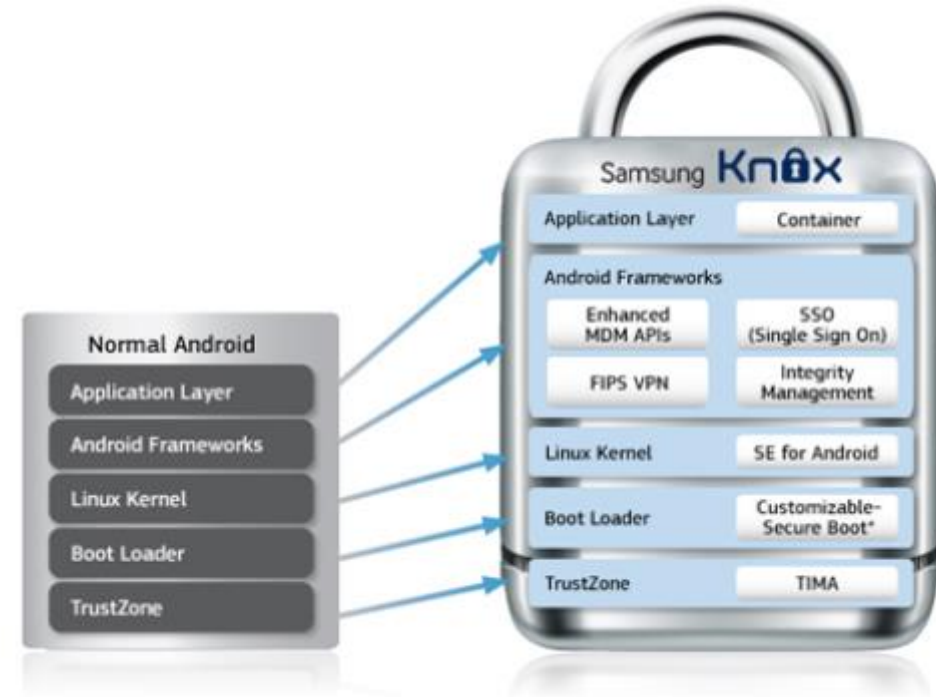 Samsung Knox
Application Layer
Container
Android Frameworks
Enhanced
MDM APIs
SSO
(Single Sign On)
FIPS VPN
Integrity
Management
Linux Kernel
SE for Android
Boot Loader
Customizable-
Secure Boot*
TrustZone
TIMA
Normal Android
Application Layer
Android Frameworks
Linux Kernel
Boot Loader
TrustZone